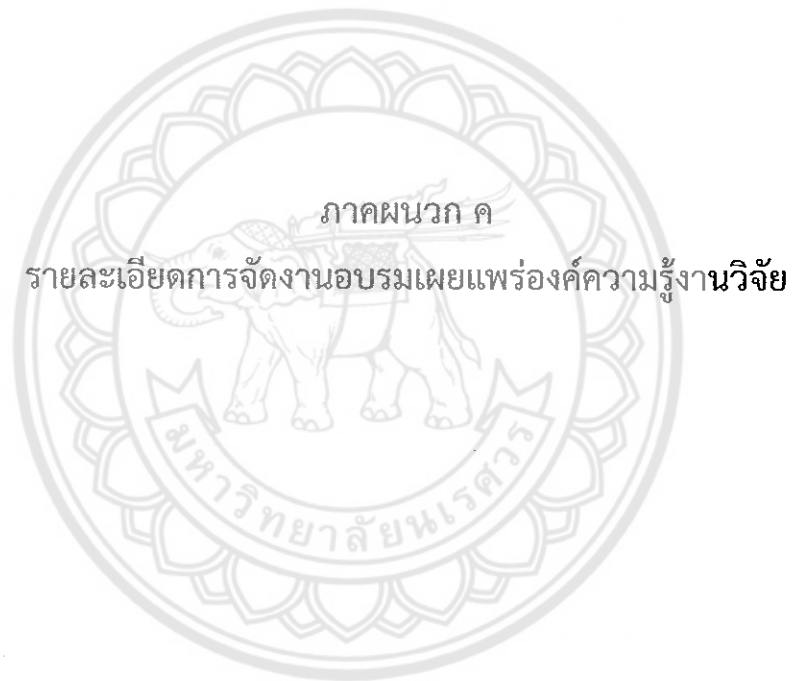 ภาคผนวก ค
รายละเอียดการจัดงานอบรมเผยแพร่องค์ความรู้งานวิจัย
มหาวิทยาลัยนเรศวร